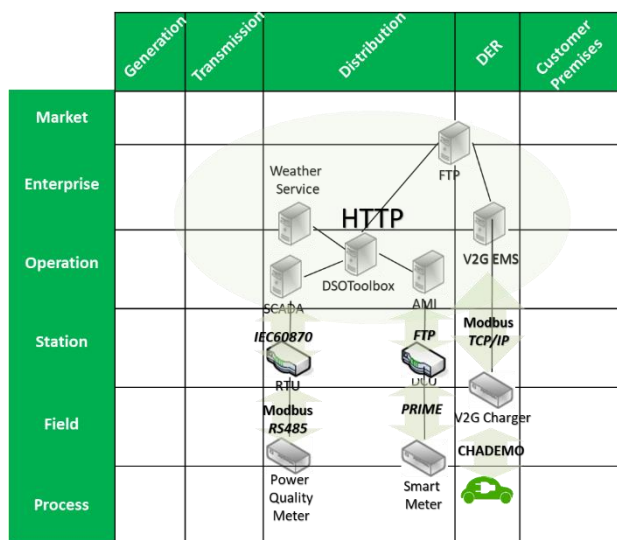 Generation
Transmission
Distribution
DER
Customer
Premises
Market
Enterprise
Operation
Station
Field
Process
FTP
Weather
Service
HTTP
V2G EMS
DSOToolbox
SCADA
AMI
IEC60870
FTP
Modbus
TCP/IP
RTU
DCU
Modbus
RS485
PRIME
V2G Charger
CHADEMO
Power
Quality
Meter
Smart
Meter